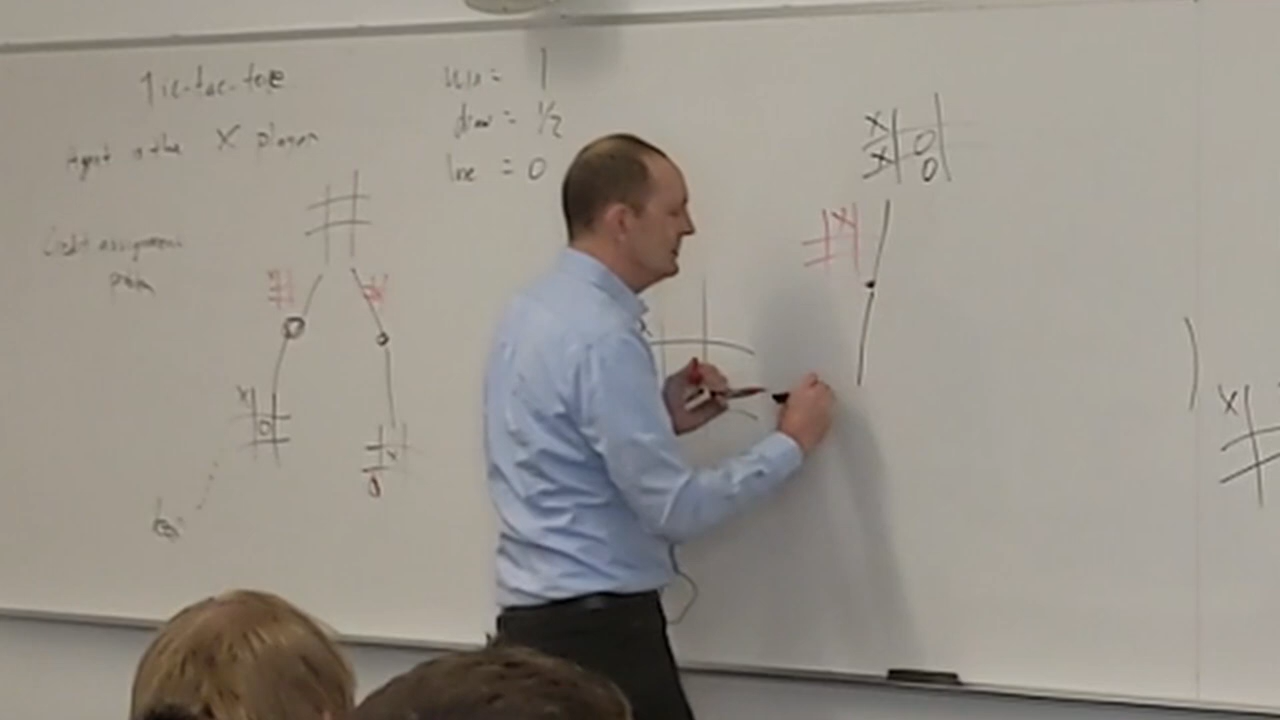 Tic-tac-toe
Agent is the X player
Credit assignment
problem
win = 1
draw = 1/2
lose = 0
X
X O
X O
X
X
O
X
O
X